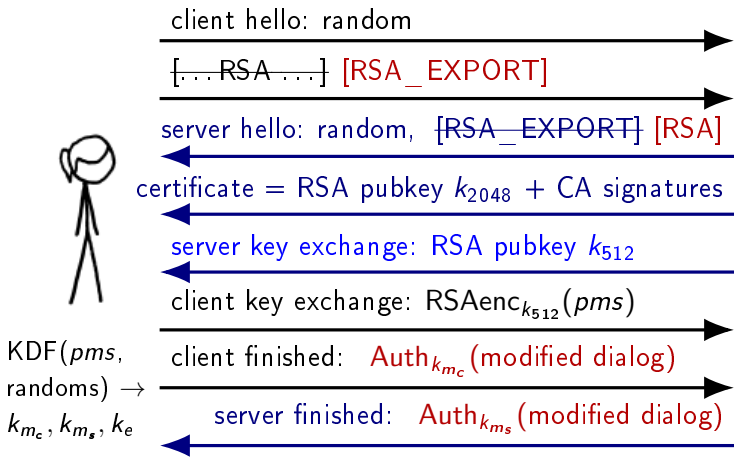 client hello: random
[...RSA ...] [RSA_EXPORT]
server hello: random, [RSA_EXPORT] [RSA]
certificate = RSA pubkey k2048 + CA signatures
server key exchange: RSA pubkey k512
client key exchange: RSAenck512(pms)
client finished: Authkmc(modified dialog)
server finished: Authkms(modified dialog)
KDF(pms,
randoms) →
kmc, kms, ke